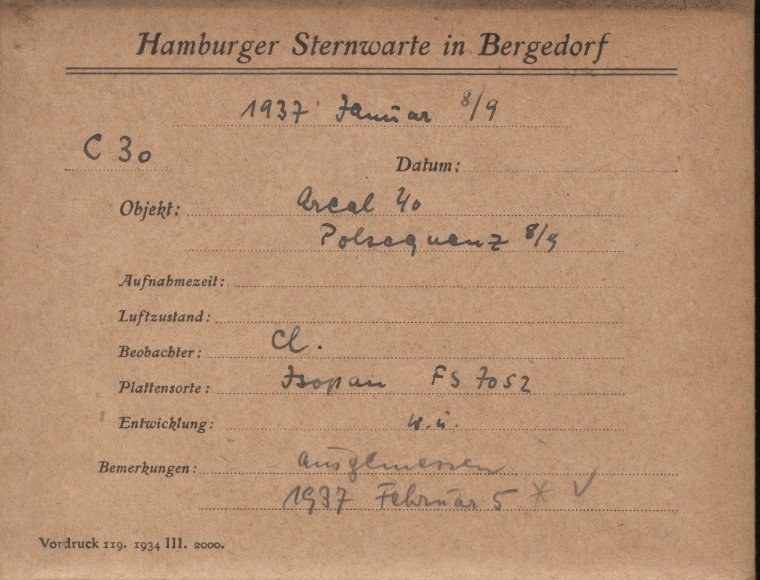 Hamburger Sternwarte in Bergedorf
1937 Januar 8/9
C 30
Datum:
Objekt: Areal 40
Polsequenz 8/9
Aufnahmezeit:
Luftzustand:
Beobachter: Cl.
Plattensorte: Isopan FS 7052
Entwicklung: w.ü.
Bemerkungen: ausgemessen
1937 Februar 5 * ✓
Vordruck 119. 1934 III. 2000.